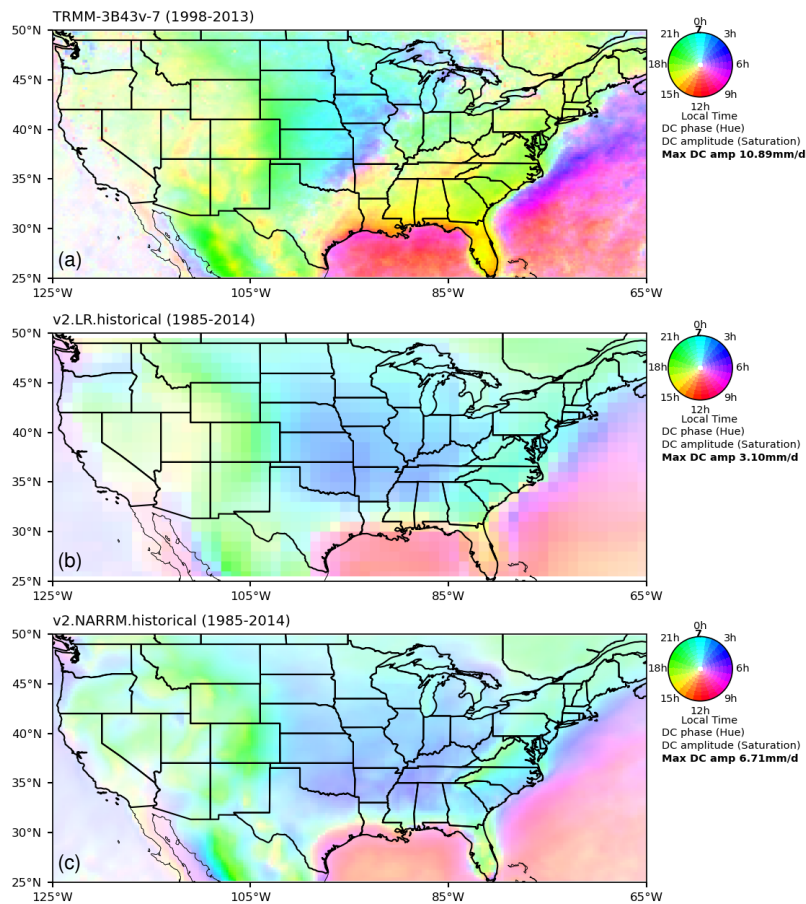 TRMM-3B43v-7 (1998-2013)
50°N
45°N
40°N
35°N
30°N
25°N
(a)
125°W
105°W
85°W
65°W
0h
21h
3h
18h
6h
15h
9h
12h
Local Time
DC phase (Hue)
DC amplitude (Saturation)
Max DC amp 10.89mm/d
v2.LR.historical (1985-2014)
50°N
45°N
40°N
35°N
30°N
25°N
(b)
125°W
105°W
85°W
65°W
0h
21h
3h
18h
6h
15h
9h
12h
Local Time
DC phase (Hue)
DC amplitude (Saturation)
Max DC amp 3.10mm/d
v2.NARRM.historical (1985-2014)
50°N
45°N
40°N
35°N
30°N
25°N
(c)
125°W
105°W
85°W
65°W
0h
21h
3h
18h
6h
15h
9h
12h
Local Time
DC phase (Hue)
DC amplitude (Saturation)
Max DC amp 6.71mm/d